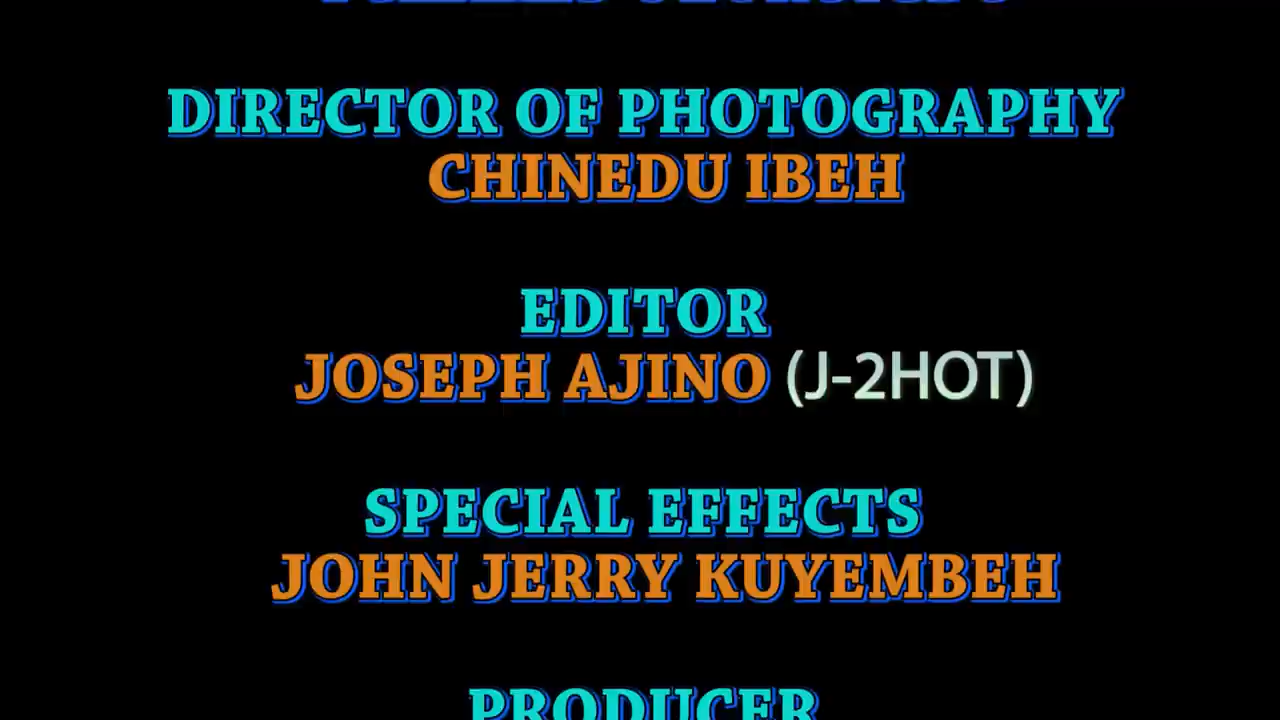 DIRECTOR OF PHOTOGRAPHY
CHINEDU IBEH
EDITOR
JOSEPH AJINO (J-2HOT)
SPECIAL EFFECTS
JOHN JERRY KUYEMBEH
PRODUCER